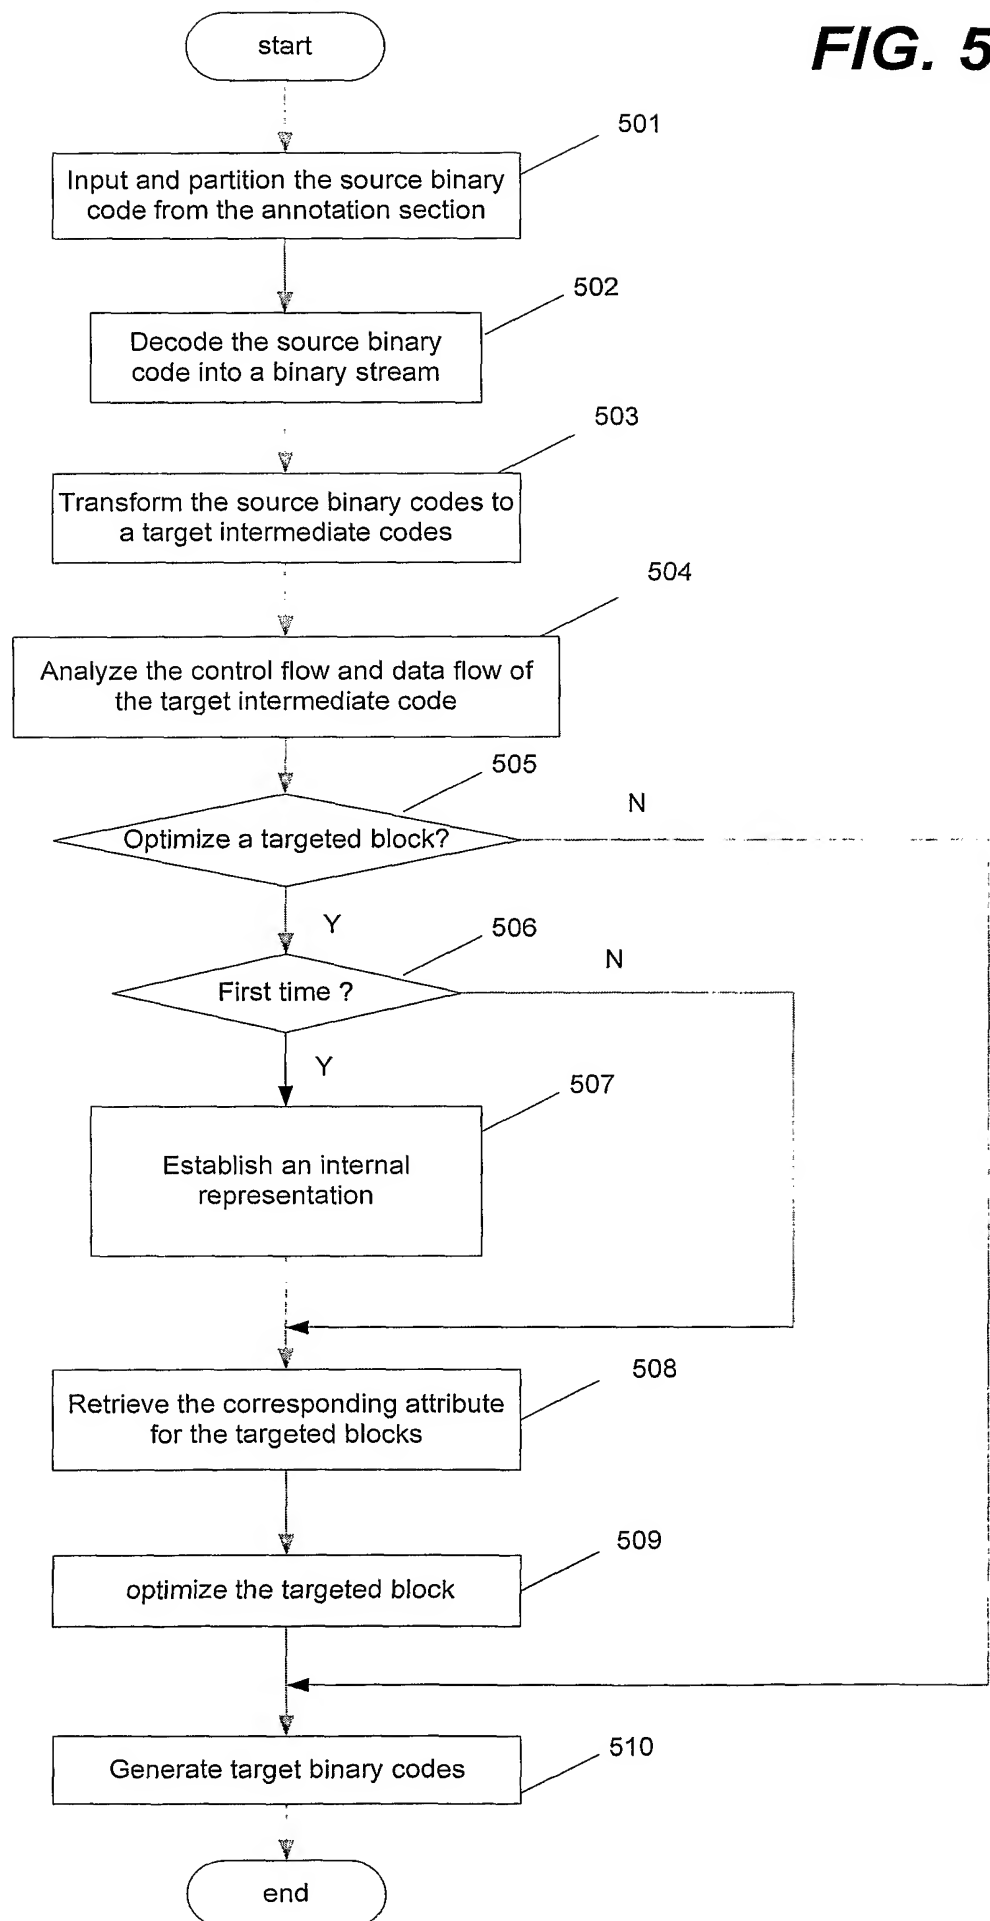 FIG. 5
start
501
Input and partition the source binary
code from the annotation section
502
Decode the source binary
code into a binary stream
503
Transform the source binary codes to
a target intermediate codes
504
Analyze the control flow and data flow of
the target intermediate code
505
N
Optimize a targeted block?
Y
506
N
First time ?
Y
507
Establish an internal
representation
508
Retrieve the corresponding attribute
for the targeted blocks
509
optimize the targeted block
510
Generate target binary codes
end